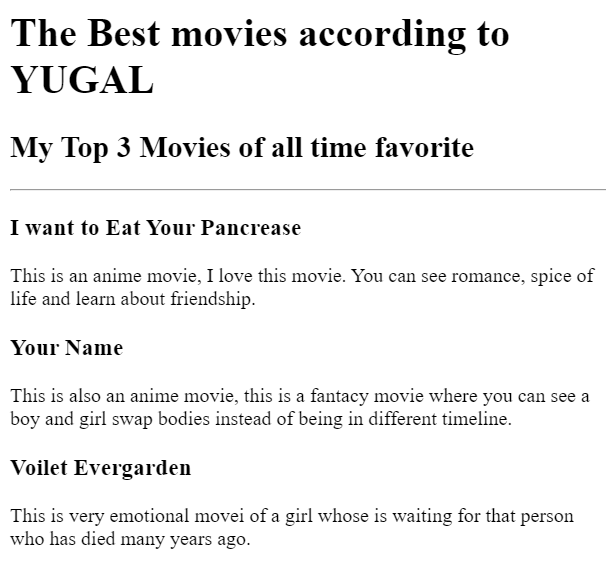 The Best movies according to
YUGAL
My Top 3 Movies of all time favorite
I want to Eat Your Pancrease
This is an anime movie, I love this movie. You can see romance, spice of
life and learn about friendship.
Your Name
This is also an anime movie, this is a fantacy movie where you can see a
boy and girl swap bodies instead of being in different timeline.
Voilet Evergarden
This is very emotional movei of a girl whose is waiting for that person
who has died many years ago.